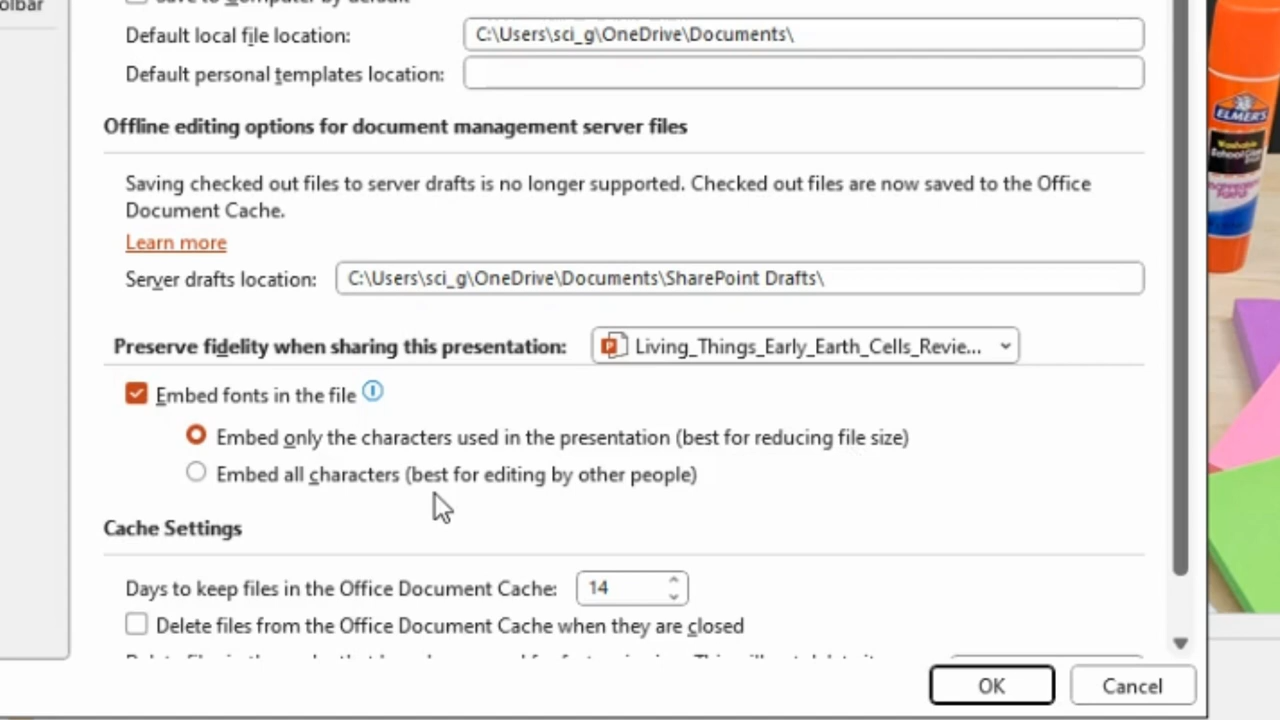 Default local file location: C:\Users\sci_g\OneDrive\Documents\
Default personal templates location:
Offline editing options for document management server files
Saving checked out files to server drafts is no longer supported. Checked out files are now saved to the Office
Document Cache.
Learn more
Server drafts location: C:\Users\sci_g\OneDrive\Documents\SharePoint Drafts\
Preserve fidelity when sharing this presentation: Living_Things_Early_Earth_Cells_Revie...
Embed fonts in the file
Embed only the characters used in the presentation (best for reducing file size)
Embed all characters (best for editing by other people)
Cache Settings
Days to keep files in the Office Document Cache: 14
Delete files from the Office Document Cache when they are closed
OK Cancel
ELMER'S
Washable
School Glue